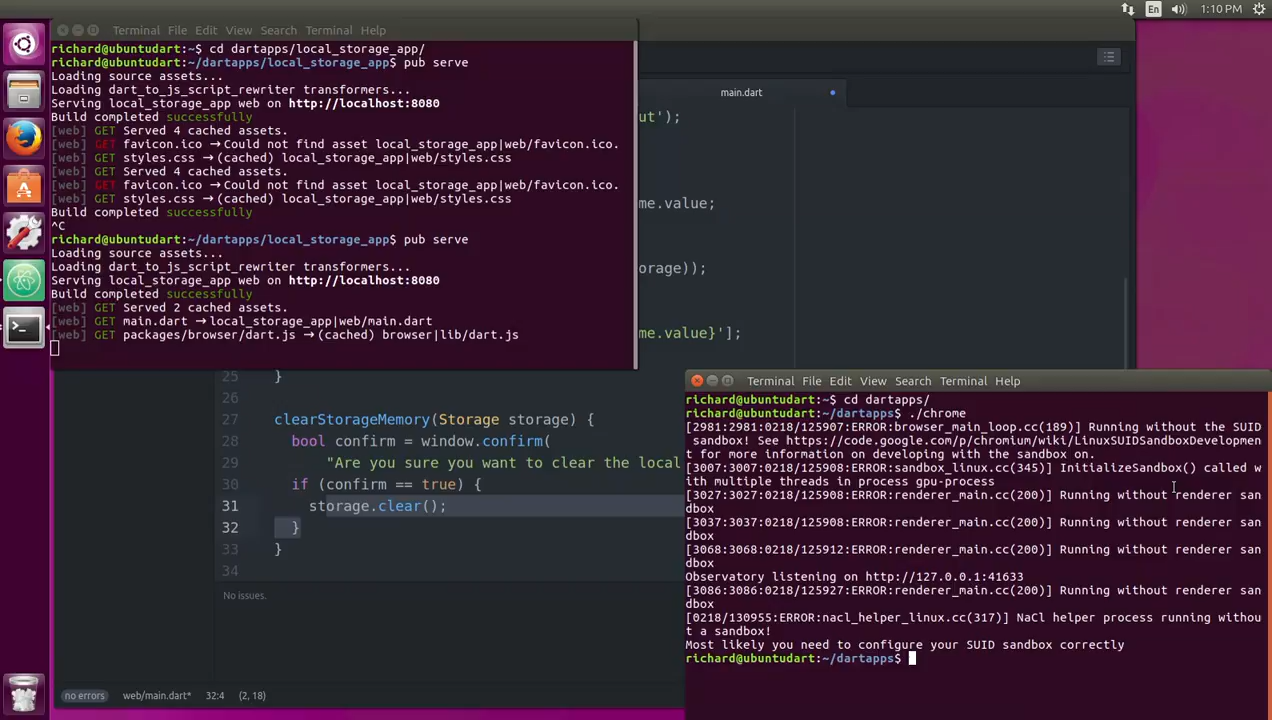 En
1:10 PM
Terminal File Edit View Search Terminal Help
richard@ubuntudart:~$ cd dartapps/local_storage_app/
richard@ubuntudart:~/dartapps/local_storage_app$ pub serve
Loading source assets...
Loading dart_to_js_script_rewriter transformers...
Serving local_storage_app web on http://localhost:8080
Build completed successfully
[web] GET Served 4 cached assets.
[web] GET favicon.ico → Could not find asset local_storage_app|web/favicon.ico.
[web] GET styles.css → (cached) local_storage_app|web/styles.css
[web] GET Served 4 cached assets.
[web] GET favicon.ico → Could not find asset local_storage_app|web/favicon.ico.
[web] GET styles.css → (cached) local_storage_app|web/styles.css
Build completed successfully
^C
richard@ubuntudart:~/dartapps/local_storage_app$ pub serve
Loading source assets...
Loading dart_to_js_script_rewriter transformers...
Serving local_storage_app web on http://localhost:8080
Build completed successfully
[web] GET Served 2 cached assets.
[web] GET main.dart → local_storage_app|web/main.dart
[web] GET packages/browser/dart.js → (cached) browser|lib/dart.js
main.dart
ut');
me.value;
orage));
me.value}'];
25 }
26
27 clearStorageMemory(Storage storage) {
28 bool confirm = window.confirm(
29 "Are you sure you want to clear the local
30 if (confirm == true) {
31 storage.clear();
32 }
33 }
34
No issues.
no errors web/main.dart* 32:4 (2, 18)
Terminal File Edit View Search Terminal Help
richard@ubuntudart:~$ cd dartapps/
richard@ubuntudart:~/dartapps$ ./chrome
[2981:2981:0218/125907:ERROR:browser_main_loop.cc(189)] Running without the SUID
sandbox! See https://code.google.com/p/chromium/wiki/LinuxSUIDSandboxDevelopmen
t for more information on developing with the sandbox on.
[3007:3007:0218/125908:ERROR:sandbox_linux.cc(345)] InitializeSandbox() called w
ith multiple threads in process gpu-process
[3027:3027:0218/125908:ERROR:renderer_main.cc(200)] Running without renderer san
dbox
[3037:3037:0218/125908:ERROR:renderer_main.cc(200)] Running without renderer san
dbox
[3068:3068:0218/125912:ERROR:renderer_main.cc(200)] Running without renderer san
dbox
Observatory listening on http://127.0.0.1:41633
[3086:3086:0218/125927:ERROR:renderer_main.cc(200)] Running without renderer san
dbox
[0218/130955:ERROR:nacl_helper_linux.cc(317)] NaCl helper process running withou
t a sandbox!
Most likely you need to configure your SUID sandbox correctly
richard@ubuntudart:~/dartapps$